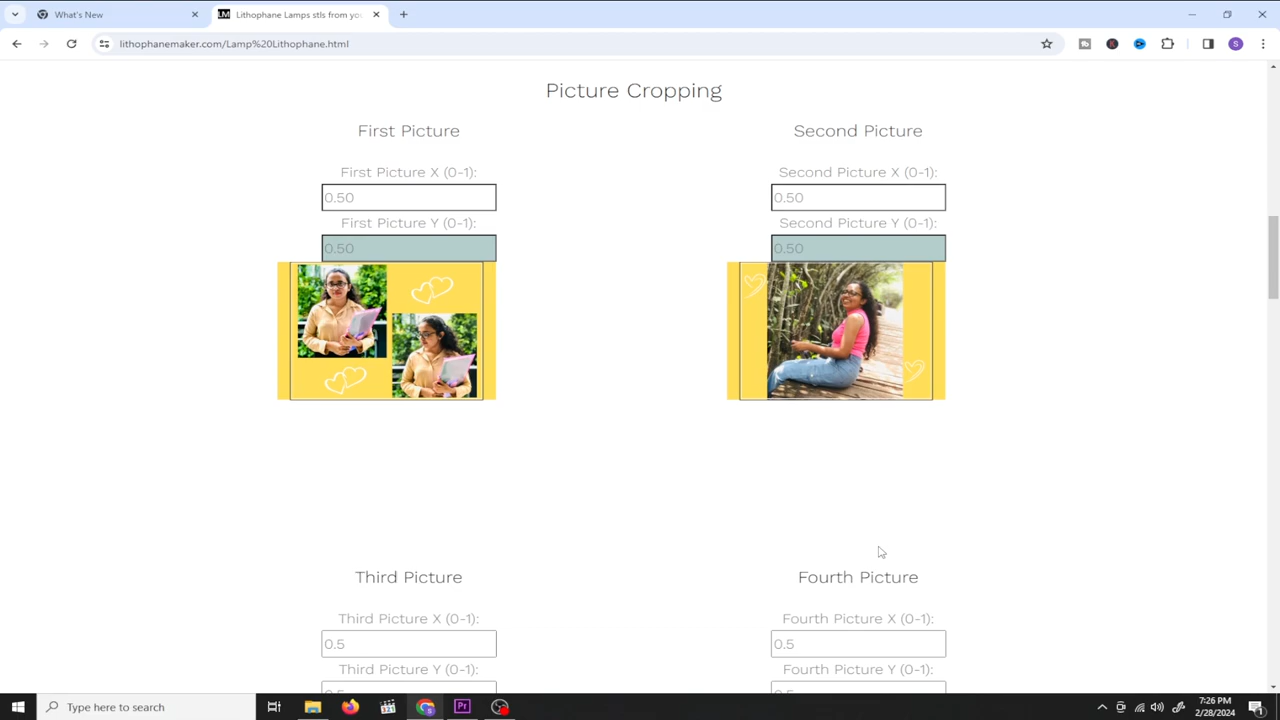 What's New
Lithophane Lamps stls from yo
lithophanemaker.com/Lamp%20Lithophane.html
S
Picture Cropping
First Picture
Second Picture
First Picture X (0-1):
Second Picture X (0-1):
0.50
0.50
First Picture Y (0-1):
Second Picture Y (0-1):
0.50
0.50
Third Picture
Fourth Picture
Third Picture X (0-1):
Fourth Picture X (0-1):
0.5
0.5
Third Picture Y (0-1):
Fourth Picture Y (0-1):
Type here to search
7:26 PM
2/28/2024